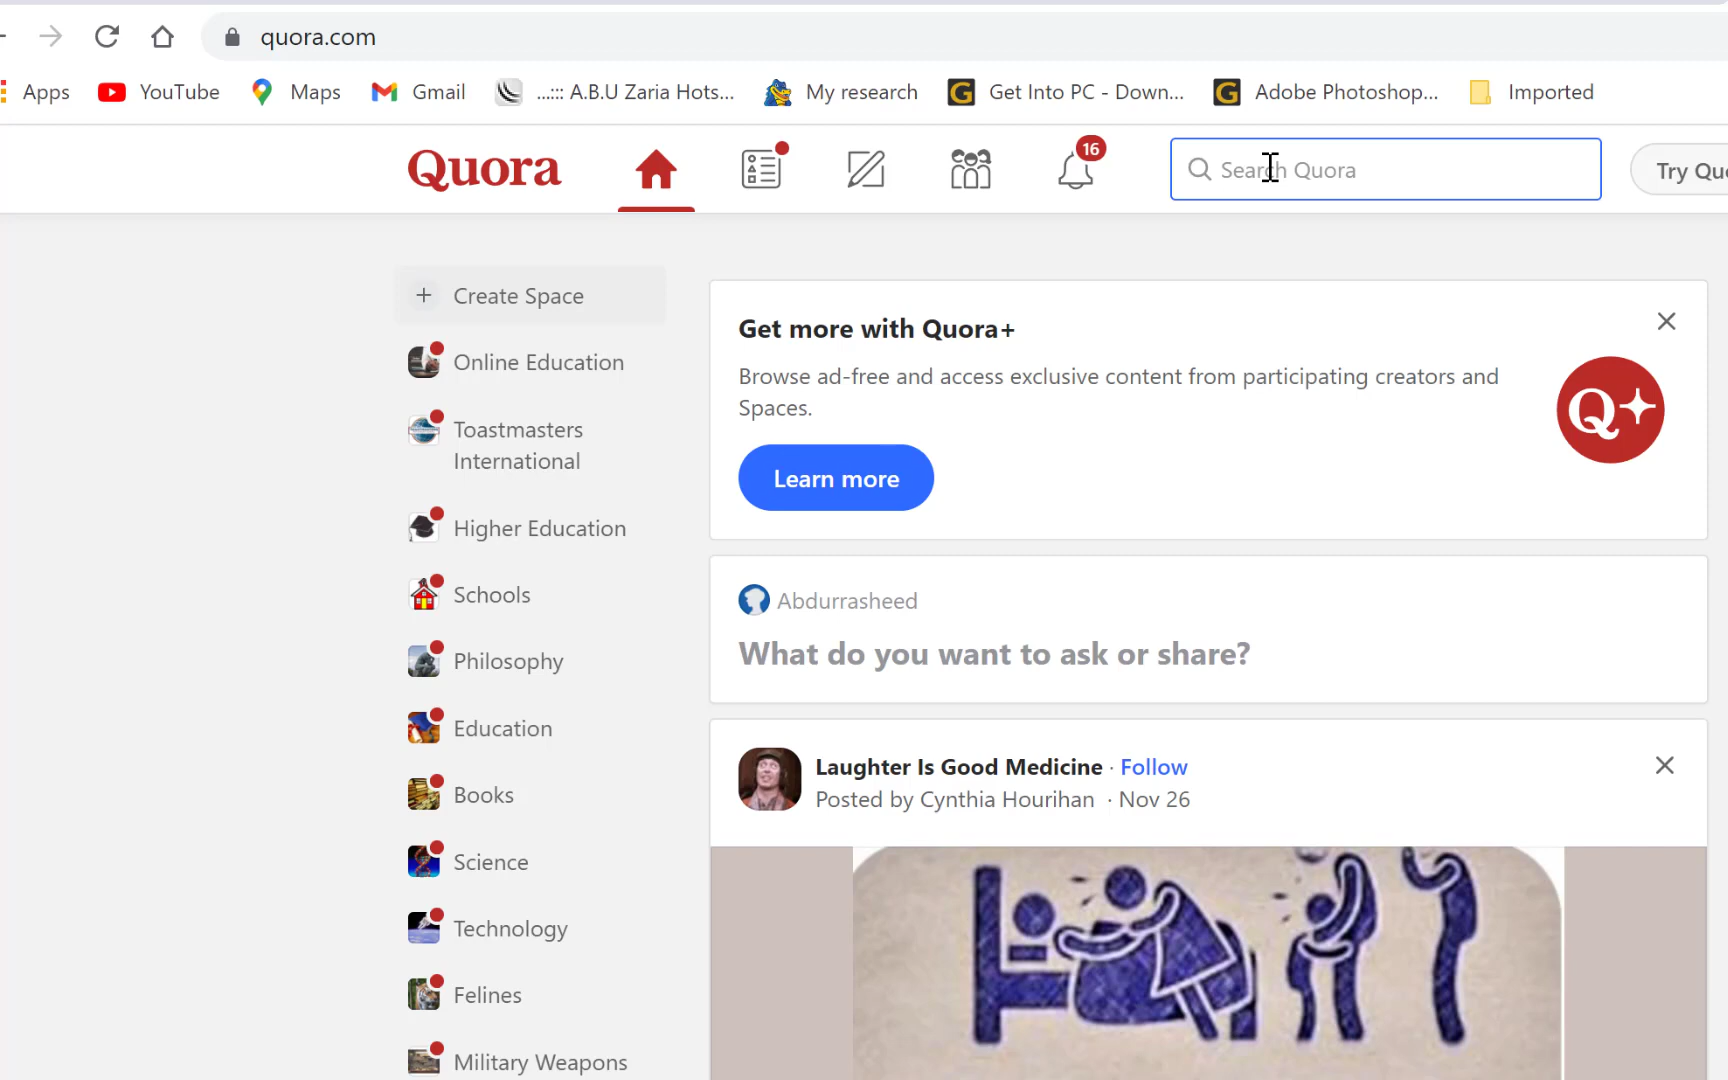 quora.com
Apps YouTube Maps Gmail ...::: A.B.U Zaria Hots... My research Get Into PC - Down... Adobe Photoshop... Imported
Quora 16 Search Quora Try Quo
+ Create Space
Online Education
Toastmasters
International
Higher Education
Schools
Philosophy
Education
Books
Science
Technology
Felines
Military Weapons
Get more with Quora+
Browse ad-free and access exclusive content from participating creators and
Spaces.
Q+
Learn more
Abdurrasheed
What do you want to ask or share?
Laughter Is Good Medicine · Follow
Posted by Cynthia Hourihan · Nov 26